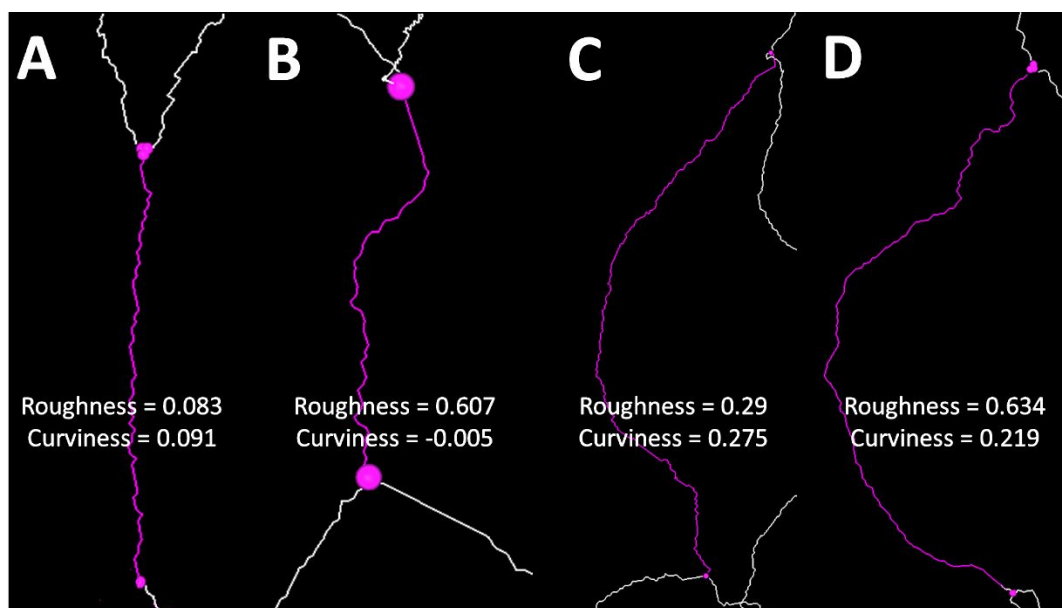 A
B
C
D
Roughness = 0.083
Curviness = 0.091
Roughness = 0.607
Curviness = -0.005
Roughness = 0.29
Curviness = 0.275
Roughness = 0.634
Curviness = 0.219